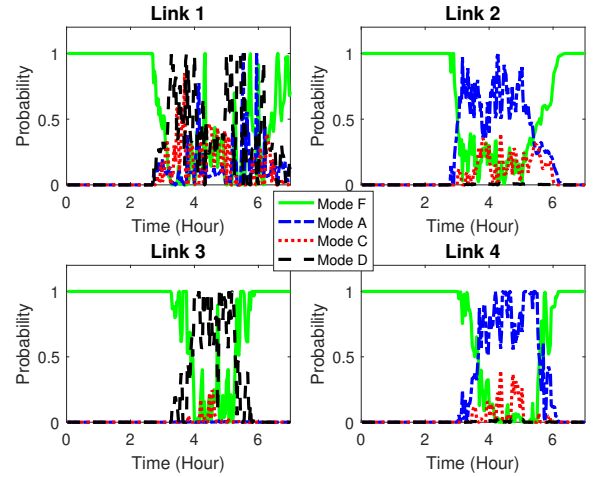 Link 1
Link 2
Probability
1
0.5
0
0 2 4 6
Time (Hour)
Probability
1
0.5
0
0 2 4 6
Time (Hour)
Mode F
Mode A
Mode C
Mode D
Link 3
Link 4
Probability
1
0.5
0
0 2 4 6
Time (Hour)
Probability
1
0.5
0
0 2 4 6
Time (Hour)